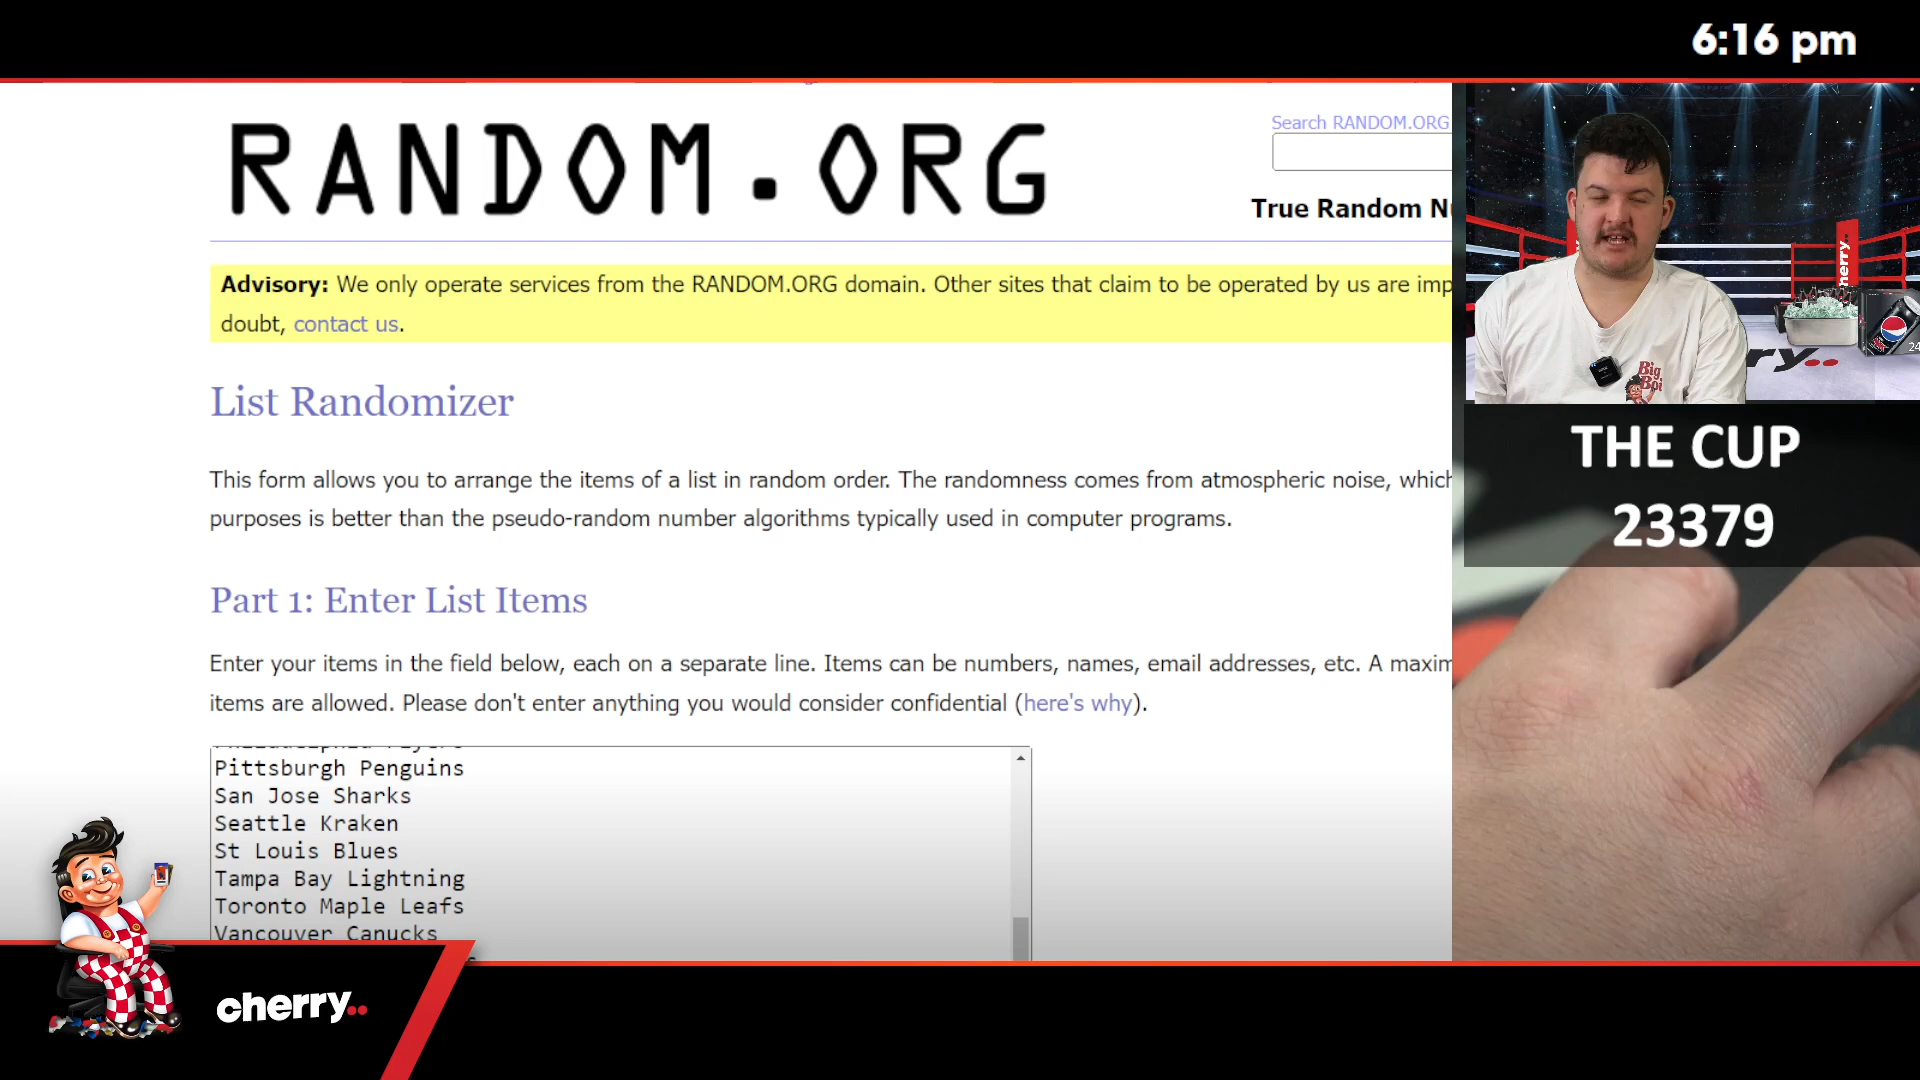 6:16 pm
RANDOM.ORG
Search RANDOM.ORG
True Random
Advisory: We only operate services from the RANDOM.ORG domain. Other sites that claim to be operated by us are
doubt, contact us.
List Randomizer
This form allows you to arrange the items of a list in random order. The randomness comes from atmospheric noise, which
purposes is better than the pseudo-random number algorithms typically used in computer programs.
Part 1: Enter List Items
Enter your items in the field below, each on a separate line. Items can be numbers, names, email addresses, etc. A
items are allowed. Please don't enter anything you would consider confidential (here's why).
Philadelphia Flyers
Pittsburgh Penguins
San Jose Sharks
Seattle Kraken
St Louis Blues
Tampa Bay Lightning
Toronto Maple Leafs
Vancouver Canucks
Big
Boi
24
THE CUP
23379
cherry..